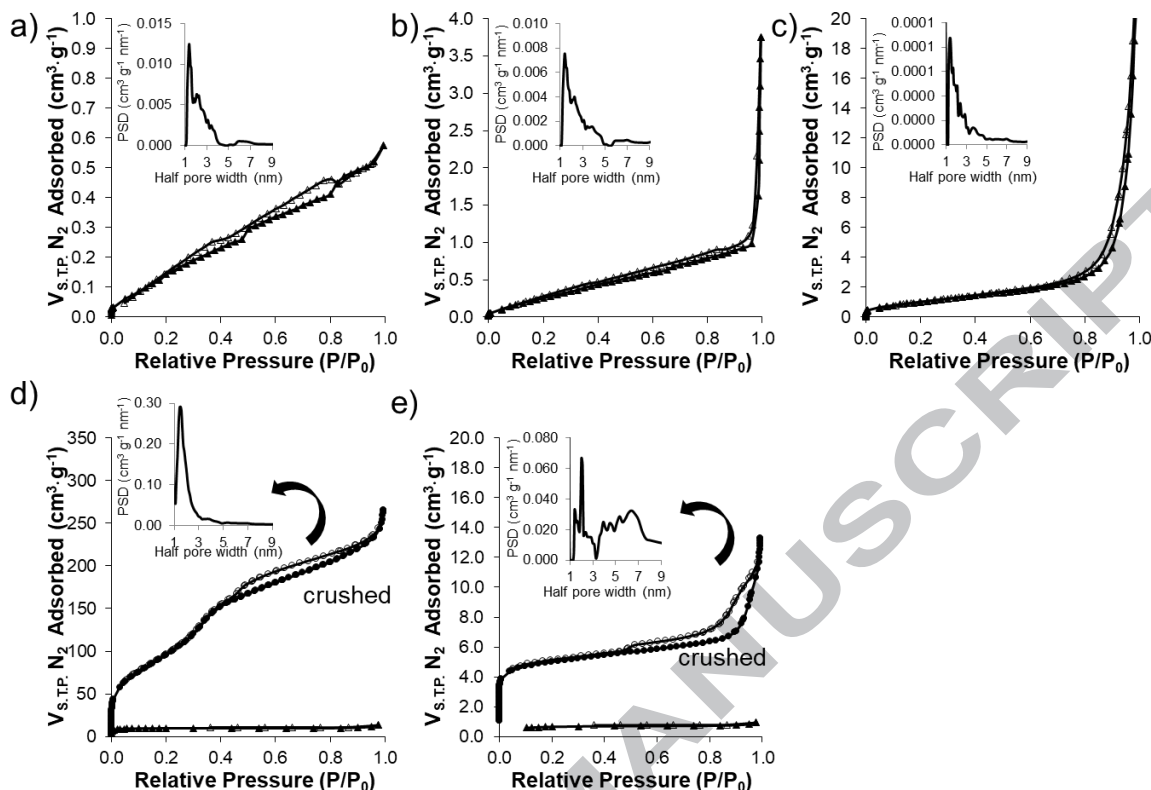 a)
V_S.T.P. N₂ Adsorbed (cm³·g⁻¹)
1.0
0.9
0.8
0.7
0.6
0.5
0.4
0.3
0.2
0.1
0.0
0.0 0.2 0.4 0.6 0.8 1.0
Relative Pressure (P/P₀)
PSD (cm³ g⁻¹ nm⁻¹)
0.015
0.010
0.005
0.000
1 3 5 7 9
Half pore width (nm)
b)
V_S.T.P. N₂ Adsorbed (cm³·g⁻¹)
4.0
3.5
3.0
2.5
2.0
1.5
1.0
0.5
0.0
0.0 0.2 0.4 0.6 0.8 1.0
Relative Pressure (P/P₀)
PSD (cm³ g⁻¹ nm⁻¹)
0.010
0.008
0.006
0.004
0.002
0.000
1 3 5 7 9
Half pore width (nm)
c)
V_S.T.P. N₂ Adsorbed (cm³·g⁻¹)
20
18
16
14
12
10
8
6
4
2
0
0.0 0.2 0.4 0.6 0.8 1.0
Relative Pressure (P/P₀)
PSD (cm³ g⁻¹ nm⁻¹)
0.0001
0.0001
0.0001
0.0000
0.0000
0.0000
1 3 5 7 9
Half pore width (nm)
d)
V_S.T.P. N₂ Adsorbed (cm³·g⁻¹)
350
300
250
200
150
100
50
0
0.0 0.2 0.4 0.6 0.8 1.0
Relative Pressure (P/P₀)
PSD (cm³ g⁻¹ nm⁻¹)
0.30
0.20
0.10
0.00
1 3 5 7 9
Half pore width (nm)
crushed
e)
V_S.T.P. N₂ Adsorbed (cm³·g⁻¹)
20.0
18.0
16.0
14.0
12.0
10.0
8.0
6.0
4.0
2.0
0.0
0.0 0.2 0.4 0.6 0.8 1.0
Relative Pressure (P/P₀)
PSD (cm³ g⁻¹ nm⁻¹)
0.080
0.060
0.040
0.020
0.000
1 3 5 7 9
Half pore width (nm)
crushed
ANUSCRIPT